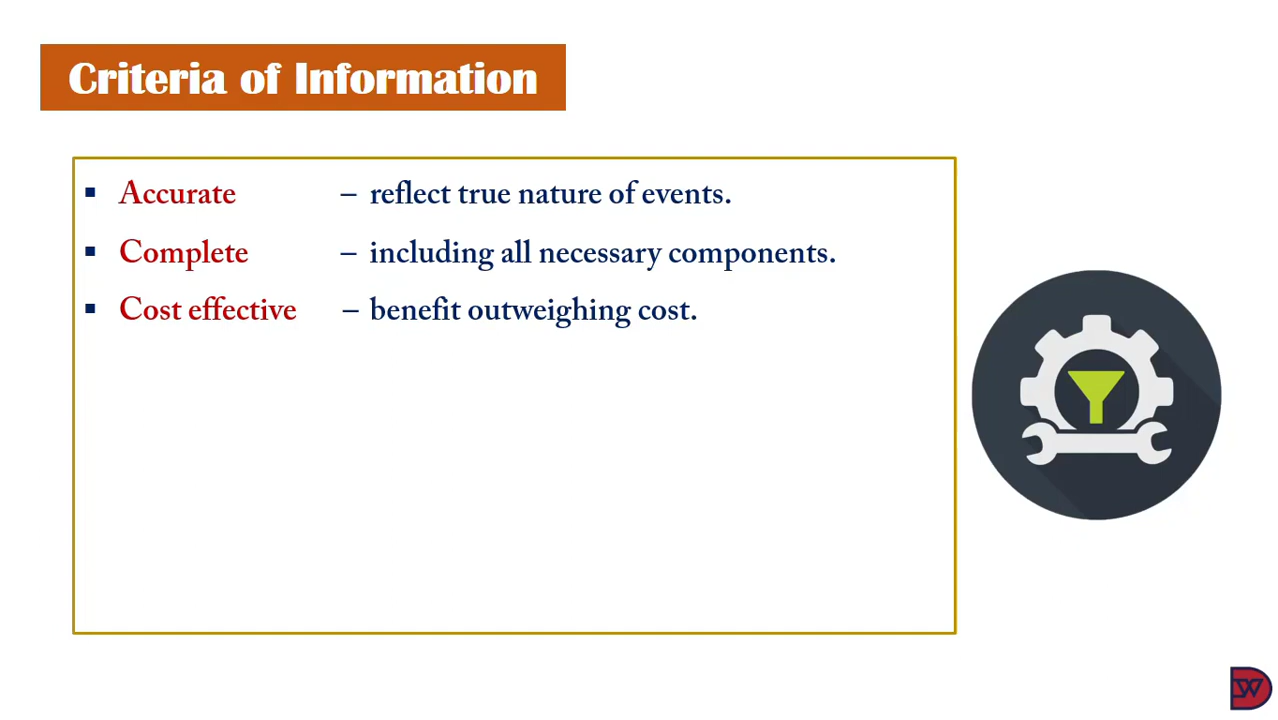 Criteria of Information
▪ Accurate – reflect true nature of events.
▪ Complete – including all necessary components.
▪ Cost effective – benefit outweighing cost.
DW